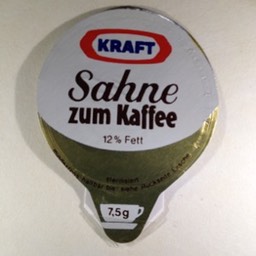 KRAFT
Sahne
zum Kaffee
12% Fett
7,5g